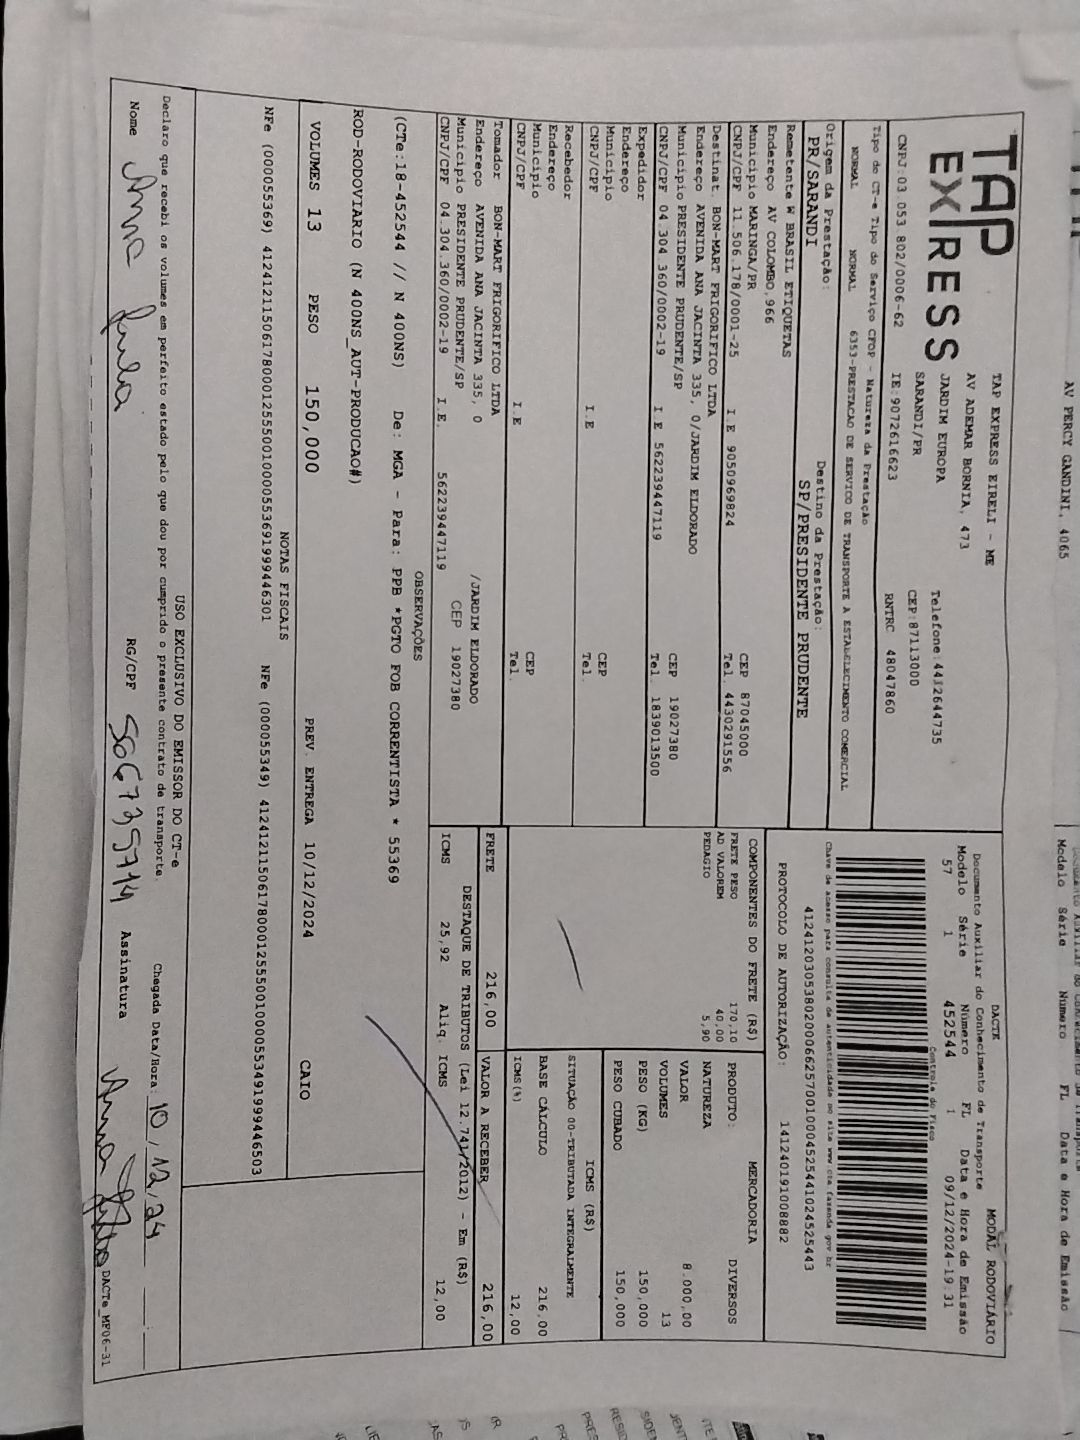 AV PERCY GANDINI, 4065
Modelo Série Numero FL Data e Hora de Emissão
TAP EXPRESS
TAP EXPRESS EIRELI - ME
AV ADEMAR BORNIA, 473
JARDIM EUROPA
SARANDI/PR
Telefone:4432644735
CEP:87113000
CNPJ:03.053.802/0006-62 IE:9072616623 RNTRC 48047860
DACTE MODAL RODOVIÁRIO
Documento Auxiliar do Conhecimento de Transporte
Modelo Série Número FL Data e Hora de Emissão
57 1 452544 1 09/12/2024-19:31
Controle do Fisco
Tipo do CT-e Tipo do Serviço CFOP - Natureza da Prestação
NORMAL NORMAL 6353-PRESTACAO DE SERVICO DE TRANSPORTE A ESTABELECIMENTO COMERCIAL
Chave de acesso para consulta de autenticidade no site www.cte.fazenda.gov.br
41241203053802000662570010004525441024525443
Origem da Prestação: Destino da Prestação:
PR/SARANDI SP/PRESIDENTE PRUDENTE
PROTOCOLO DE AUTORIZAÇÃO: 141240191008882
Remetente W BRASIL ETIQUETAS
Endereço AV COLOMBO,966
Município MARINGA/PR CEP 87045000
CNPJ/CPF 11.506.178/0001-25 I.E 9050969824 Tel. 4430291556
Destinat. BON-MART FRIGORIFICO LTDA
Endereço AVENIDA ANA JACINTA 335, 0/JARDIM ELDORADO
Município PRESIDENTE PRUDENTE/SP CEP 19027380
CNPJ/CPF 04.304.360/0002-19 I.E 562239447119 Tel. 1839013500
Expedidor
Endereço
Município CEP
CNPJ/CPF I.E Tel.
Recebedor
Endereço
Município CEP
CNPJ/CPF I.E Tel.
Tomador BON-MART FRIGORIFICO LTDA
Endereço AVENIDA ANA JACINTA 335, 0 /JARDIM ELDORADO
Município PRESIDENTE PRUDENTE/SP CEP 19027380
CNPJ/CPF 04.304.360/0002-19 I.E. 562239447119
COMPONENTES DO FRETE (R$)
FRETE PESO 170,10
AD VALOREM 40,00
PEDAGIO 5,90
PRODUTO: MERCADORIA
NATUREZA DIVERSOS
VALOR 8.000,00
VOLUMES 13
PESO (KG) 150,000
PESO CUBADO 150,000
ICMS (R$)
SITUAÇÃO 00-TRIBUTADA INTEGRALMENTE
BASE CÁLCULO 216,00
ICMS(%) 12,00
FRETE 216,00 VALOR A RECEBER 216,00
DESTAQUE DE TRIBUTOS (Lei 12.741/2012) - Em (R$)
ICMS 25,92 Aliq. ICMS 12,00
OBSERVAÇÕES
(CTe:18-452544 // N 400NS) De: MGA - Para: PPB *PGTO FOB CORRENTISTA * 55369
ROD-RODOVIARIO (N 400NS_AUT-PRODUCAO#)
VOLUMES 13 PESO 150,000 PREV. ENTREGA 10/12/2024 CAIO
NOTAS FISCAIS
NFe (000055369) 41241211506178000125550010000553691999446301 NFe (000055349) 41241211506178000125550010000553491999446503
USO EXCLUSIVO DO EMISSOR DO CT-e
Declaro que recebi os volumes em perfeito estado pelo que dou por cumprido o presente contrato de transporte. Chegada Data/Hora: 10/12/24
Nome Ana Paula RG/CPF 506735714 Assinatura Ana
DACTe_MP06-31